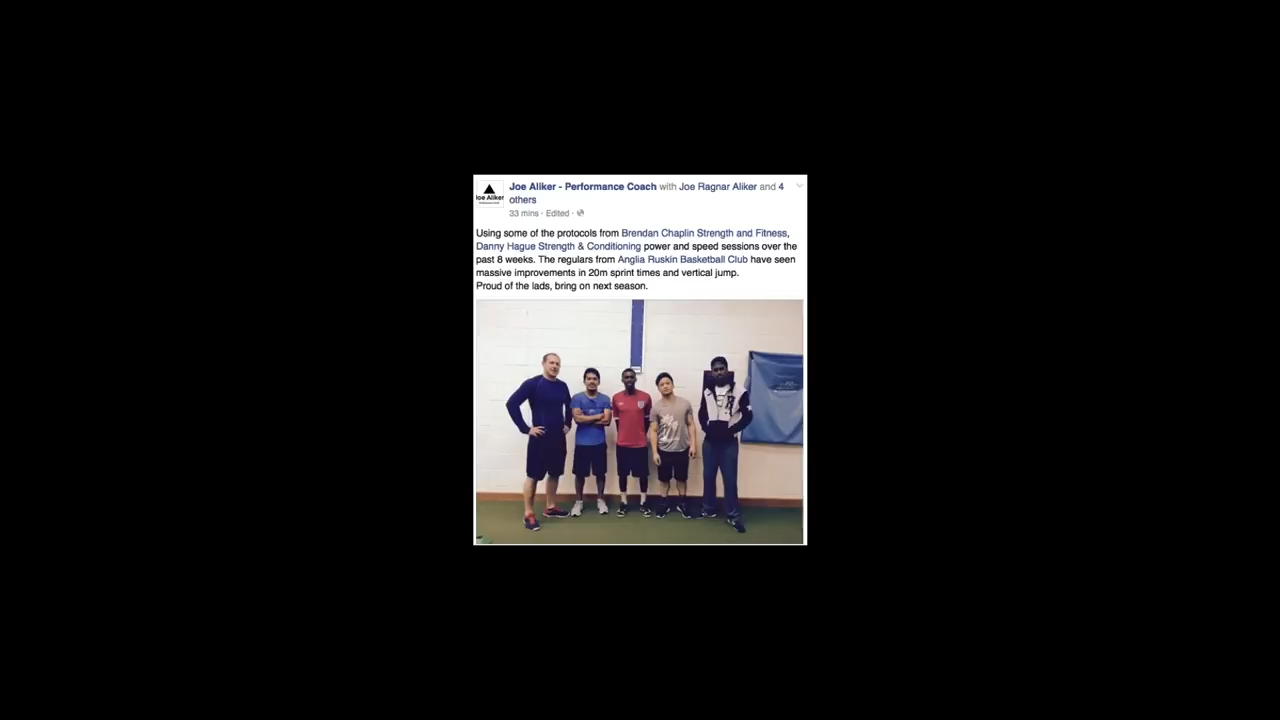 Joe Aliker - Performance Coach with Joe Ragnar Aliker and 4
others
Joe Aliker
33 mins · Edited ·
Using some of the protocols from Brendan Chaplin Strength and Fitness,
Danny Hague Strength & Conditioning power and speed sessions over the
past 8 weeks. The regulars from Anglia Ruskin Basketball Club have seen
massive improvements in 20m sprint times and vertical jump.
Proud of the lads, bring on next season.